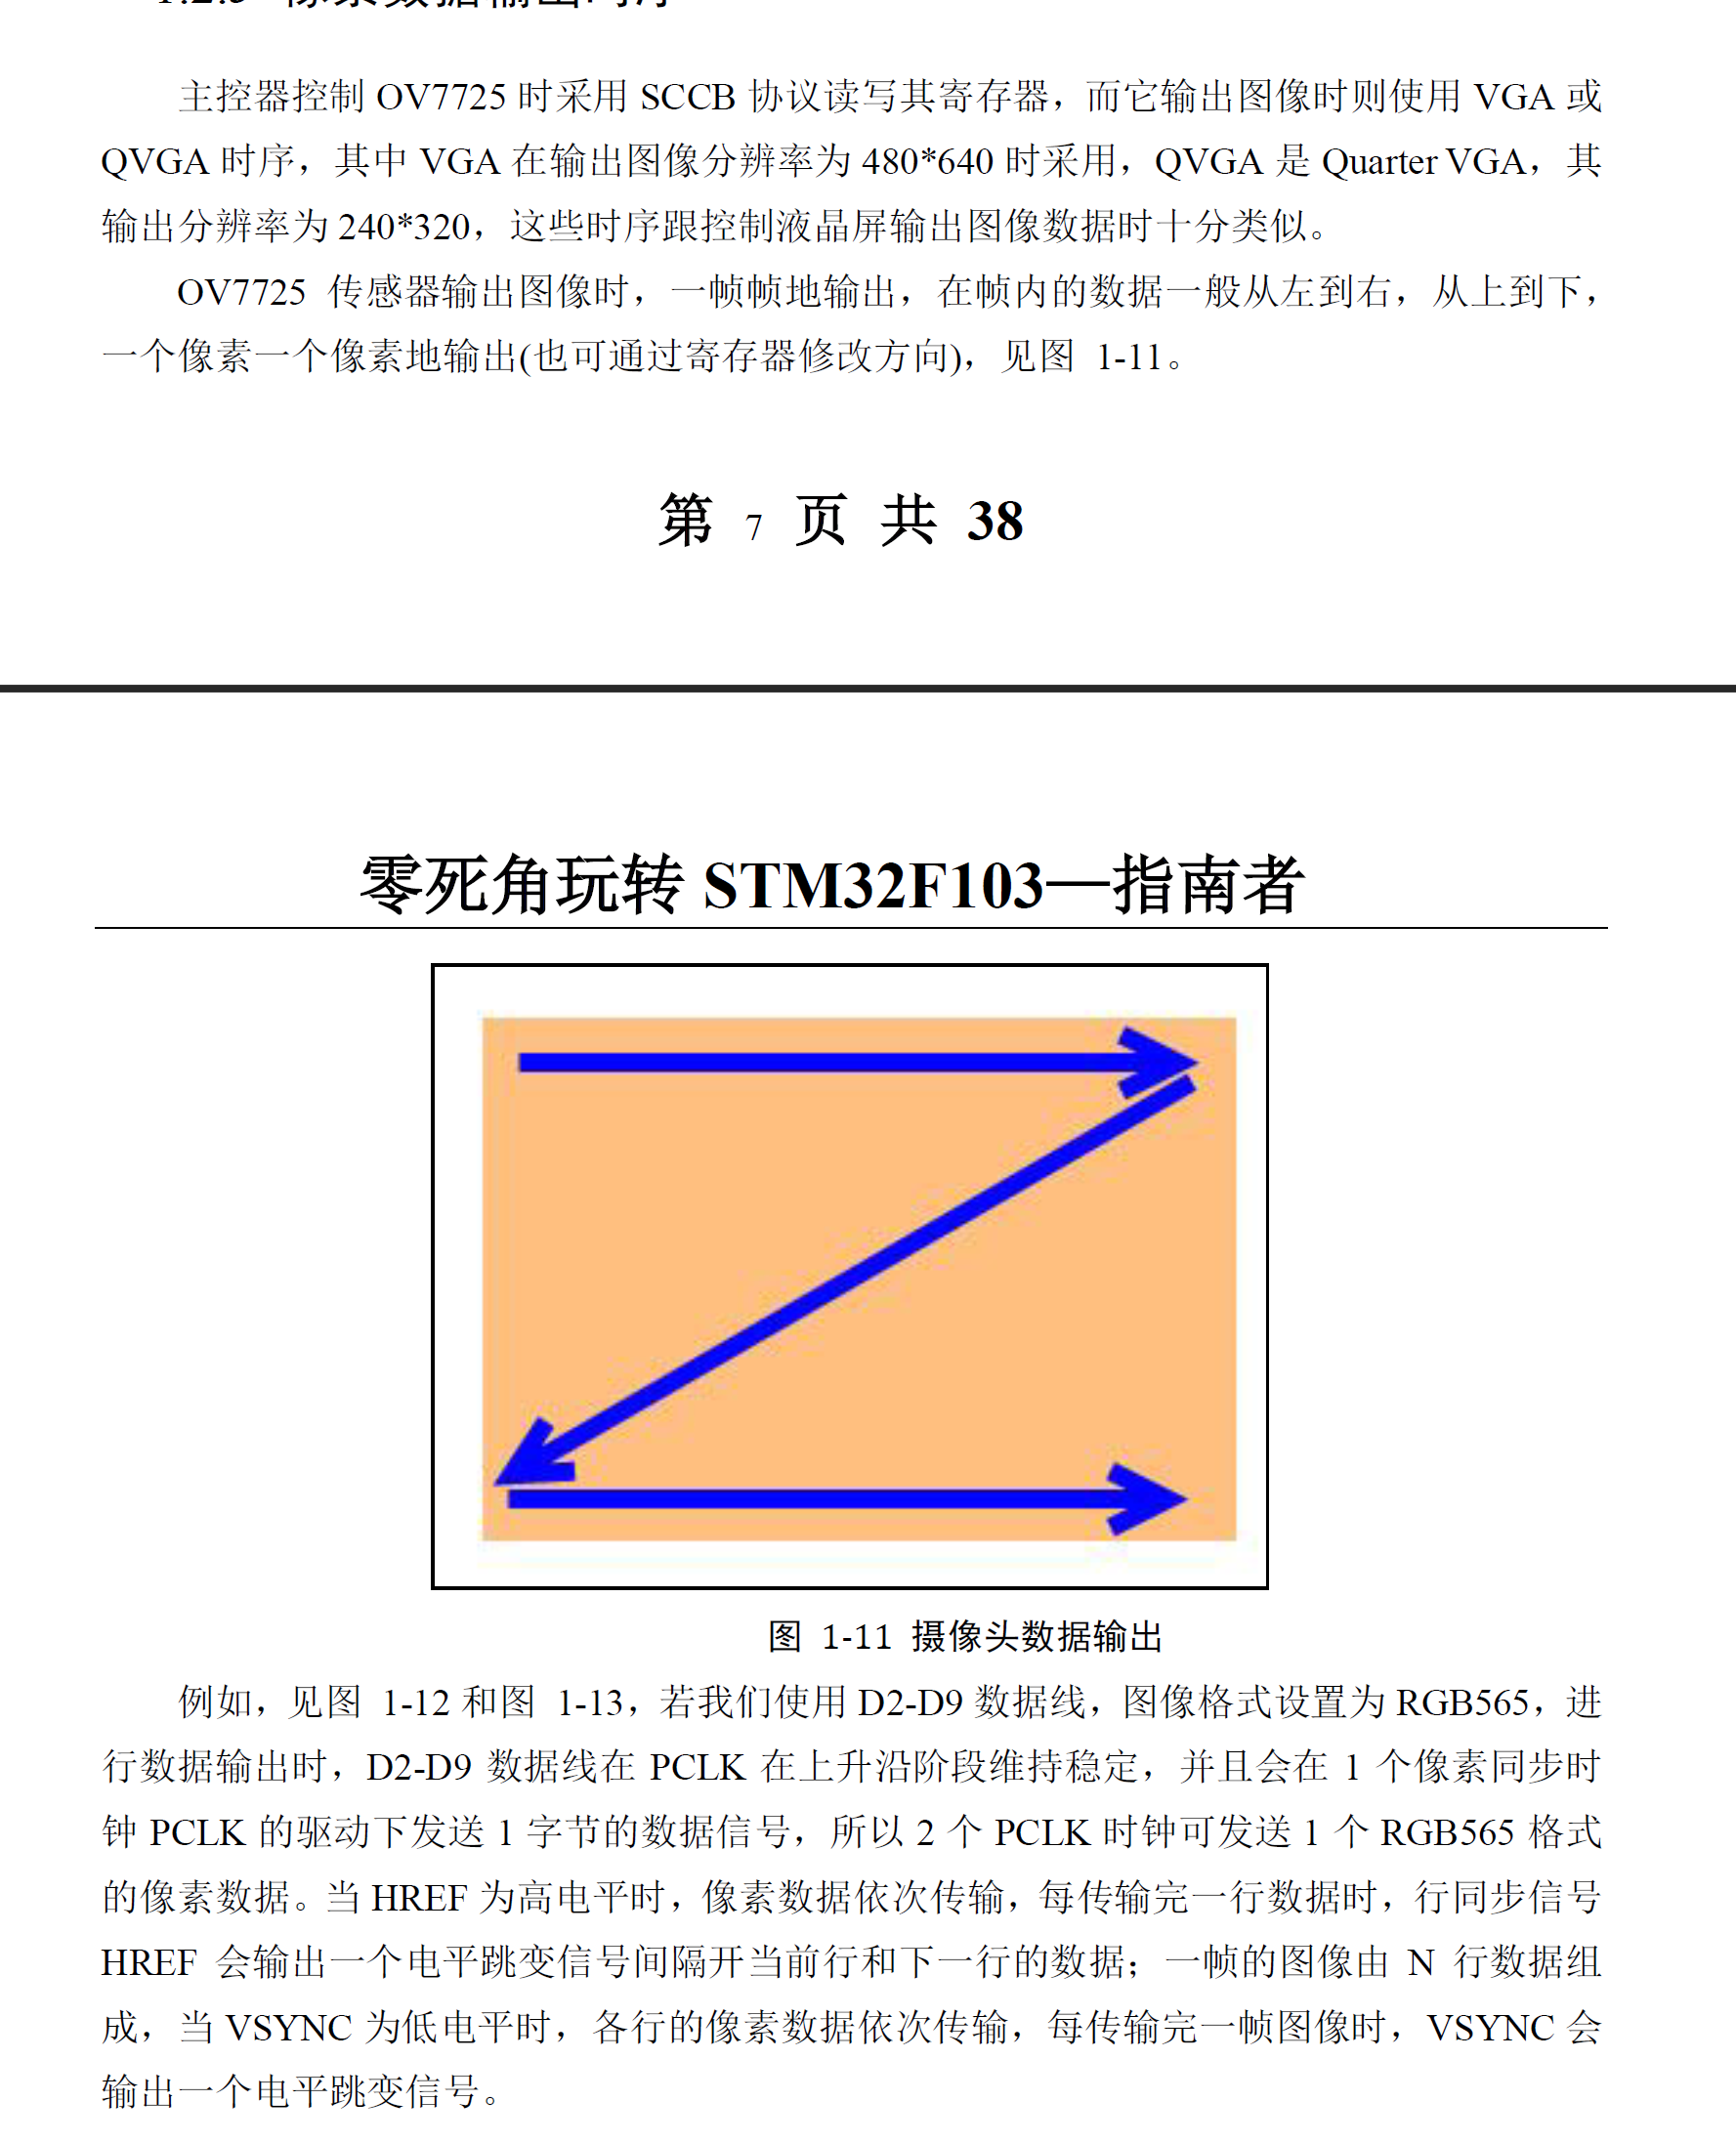 1.2.3 像素数据输出时序
主控器控制 OV7725 时采用 SCCB 协议读写其寄存器，而它输出图像时则使用 VGA 或
QVGA 时序，其中 VGA 在输出图像分辨率为 480*640 时采用，QVGA 是 Quarter VGA，其
输出分辨率为 240*320，这些时序跟控制液晶屏输出图像数据时十分类似。
OV7725 传感器输出图像时，一帧帧地输出，在帧内的数据一般从左到右，从上到下，
一个像素一个像素地输出(也可通过寄存器修改方向)，见图 1-11。
第 7 页 共 38
零死角玩转 STM32F103—指南者
图 1-11 摄像头数据输出
例如，见图 1-12 和图 1-13，若我们使用 D2-D9 数据线，图像格式设置为 RGB565，进
行数据输出时，D2-D9 数据线在 PCLK 在上升沿阶段维持稳定，并且会在 1 个像素同步时
钟 PCLK 的驱动下发送 1 字节的数据信号，所以 2 个 PCLK 时钟可发送 1 个 RGB565 格式
的像素数据。当 HREF 为高电平时，像素数据依次传输，每传输完一行数据时，行同步信号
HREF 会输出一个电平跳变信号间隔开当前行和下一行的数据；一帧的图像由 N 行数据组
成，当 VSYNC 为低电平时，各行的像素数据依次传输，每传输完一帧图像时，VSYNC 会
输出一个电平跳变信号。